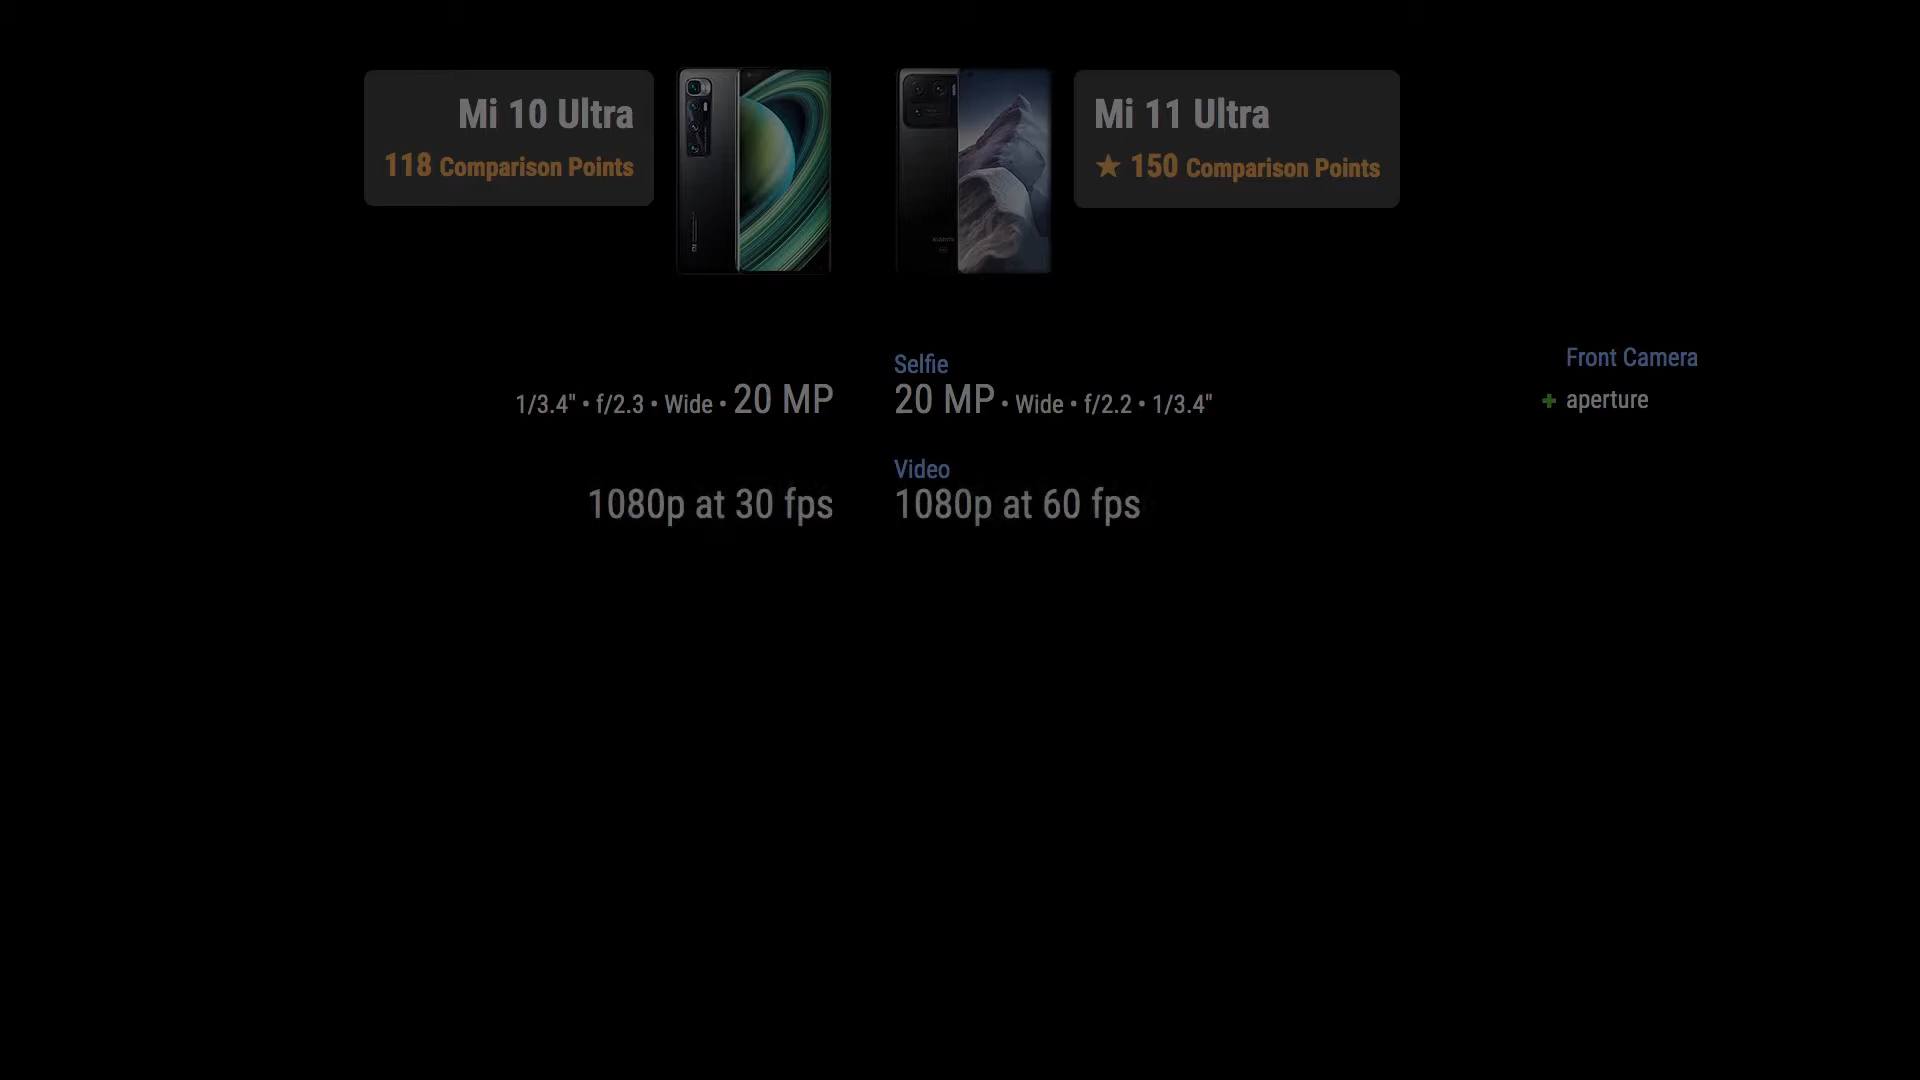 Mi 10 Ultra
118 Comparison Points
Mi 11 Ultra
★ 150 Comparison Points
Front Camera
+ aperture
Selfie
1/3.4" • f/2.3 • Wide • 20 MP
20 MP • Wide • f/2.2 • 1/3.4"
Video
1080p at 30 fps
1080p at 60 fps